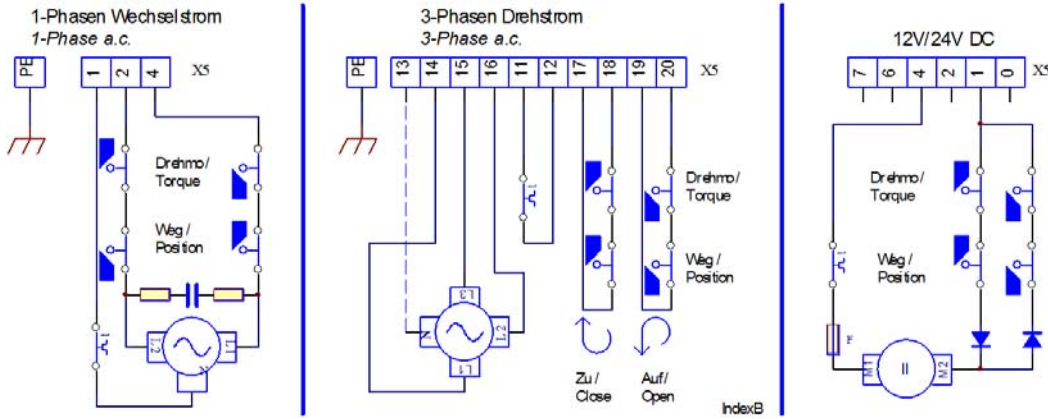 1-Phasen Wechselstrom
1-Phase a.c.
PE
1 2 4 X5
Drehmo/
Torque
Weg/
Position
L2 L1
N
3-Phasen Drehstrom
3-Phase a.c.
PE
13 14 15 16 11 12 17 18 19 20 X5
Drehmo/
Torque
Weg/
Position
L3
N L2
L1
Zu/
Close
Auf/
Open
IndexB
12V/24V DC
7 6 4 2 1 0 X5
Drehmo/
Torque
Weg/
Position
M1 II M2